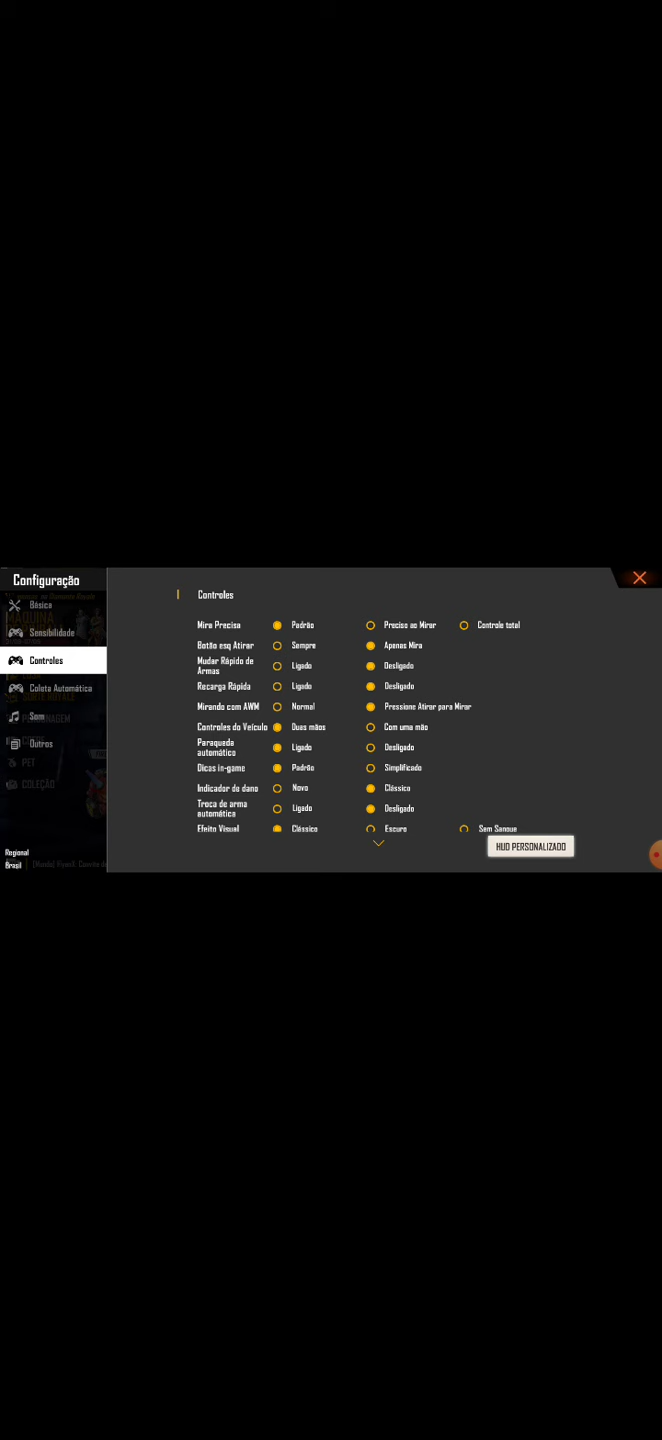 Configuração
Básica
Sensibilidade
Controles
Coleta Automática
Som
Outros
PET
COLEÇÃO
Regional
Brasil
Controles
Mira Precisa Padrão Preciso ao Mirar Controle total
Botão esq Atirar Sempre Apenas Mira
Mudar Rápido de
Armas Ligado Desligado
Recarga Rápida Ligado Desligado
Mirando com AWM Normal Pressione Atirar para Mirar
Controles do Veículo Duas mãos Com uma mão
Paraqueda
automático Ligado Desligado
Dicas in-game Padrão Simplificado
Indicador de dano Novo Clássico
Troca de arma
automática Ligado Desligado
Efeito Visual Clássico Escuro Sem Sangue
HUD PERSONALIZADO